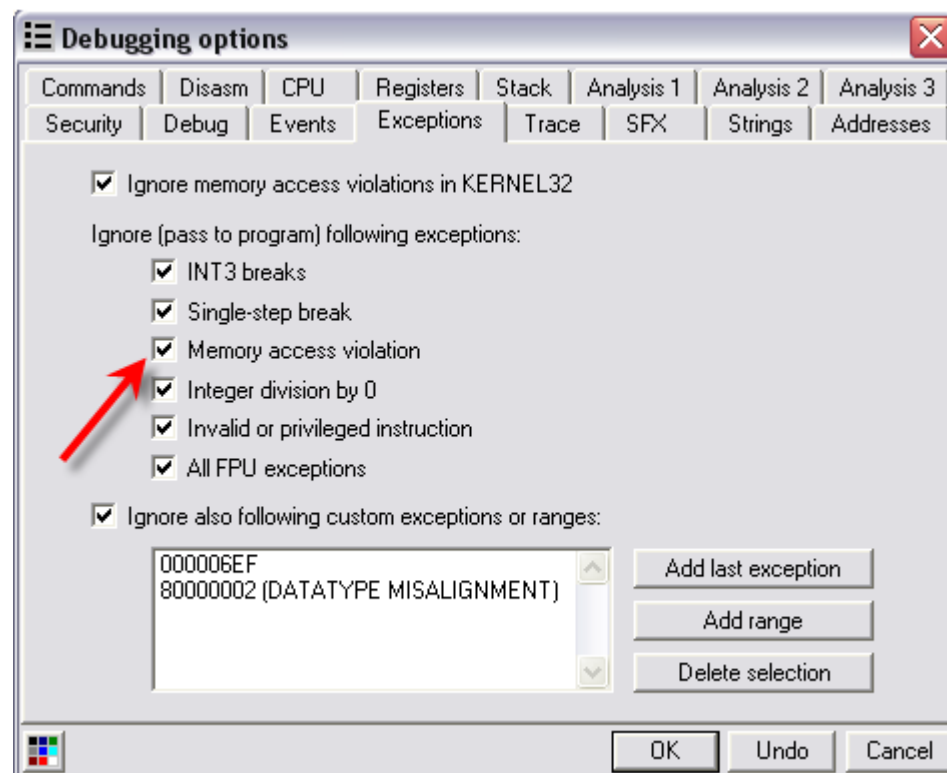 Debugging options
Commands Disasm CPU Registers Stack Analysis 1 Analysis 2 Analysis 3
Security Debug Events Exceptions Trace SFX Strings Addresses
Ignore memory access violations in KERNEL32
Ignore (pass to program) following exceptions:
INT3 breaks
Single-step break
Memory access violation
Integer division by 0
Invalid or privileged instruction
All FPU exceptions
Ignore also following custom exceptions or ranges:
000006EF
80000002 (DATATYPE MISALIGNMENT)
Add last exception
Add range
Delete selection
OK Undo Cancel